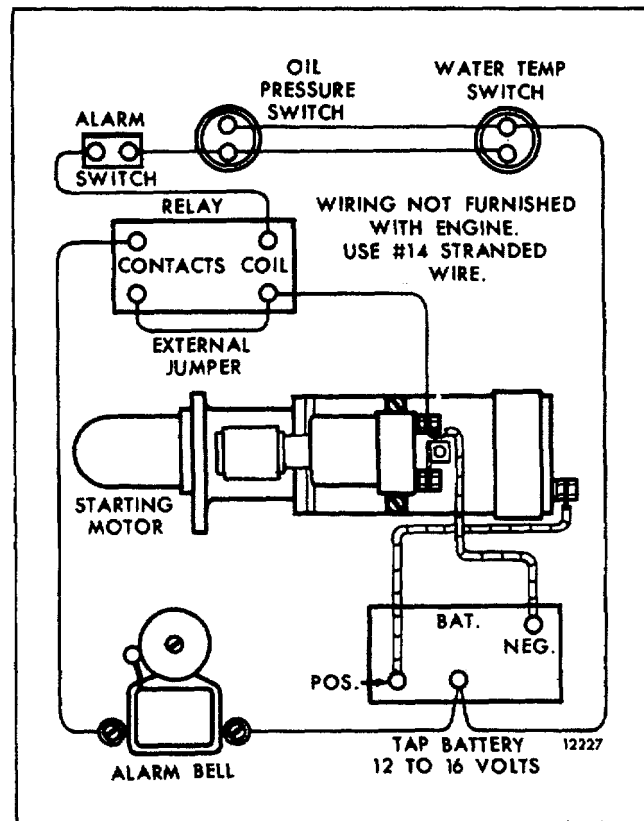 OIL
PRESSURE
SWITCH
WATER TEMP
SWITCH
ALARM
SWITCH
RELAY
WIRING NOT FURNISHED
WITH ENGINE.
USE #14 STRANDED
WIRE.
CONTACTS COIL
EXTERNAL
JUMPER
STARTING
MOTOR
BAT.
NEG.
POS.
TAP BATTERY
12 TO 16 VOLTS
12227
ALARM BELL